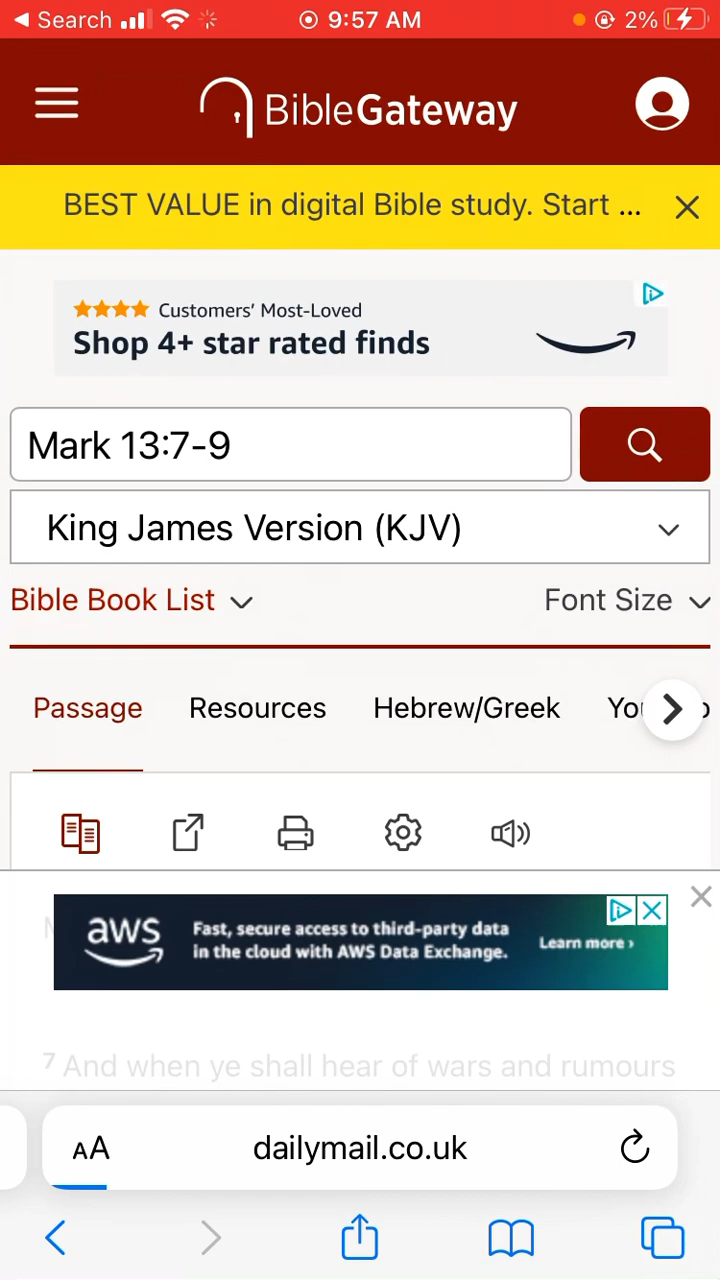 Search 9:57 AM 2%
BibleGateway
BEST VALUE in digital Bible study. Start ...
Customers' Most-Loved
Shop 4+ star rated finds
Mark 13:7-9
King James Version (KJV)
Bible Book List Font Size
Passage Resources Hebrew/Greek
aws
Fast, secure access to third-party data
in the cloud with AWS Data Exchange.
Learn more ›
7 And when ye shall hear of wars and rumours
AA dailymail.co.uk